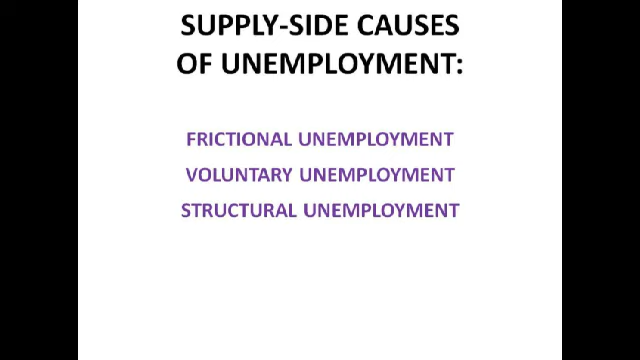 SUPPLY-SIDE CAUSES
OF UNEMPLOYMENT:
FRICTIONAL UNEMPLOYMENT
VOLUNTARY UNEMPLOYMENT
STRUCTURAL UNEMPLOYMENT